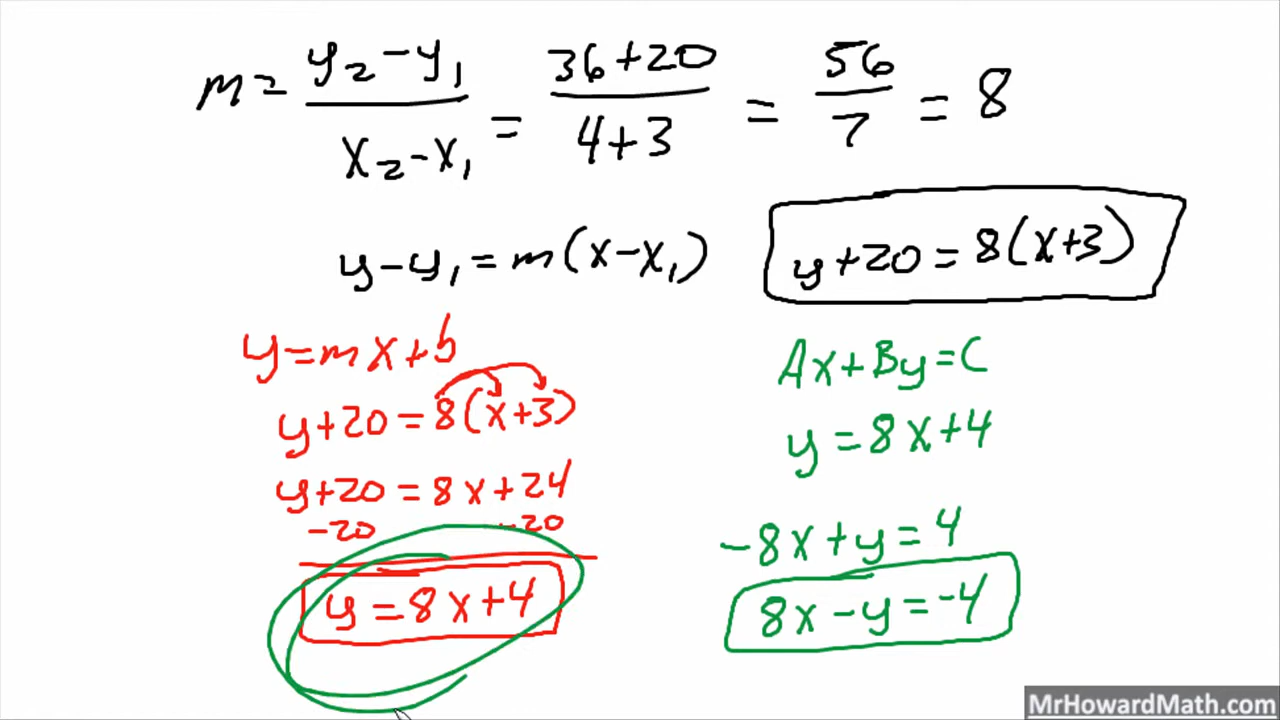 m = y₂-y₁ / x₂-x₁ = 36+20 / 4+3 = 56 / 7 = 8
y-y₁ = m(x-x₁)
y+20 = 8(x+3)
y=mx+b
y+20 = 8(x+3)
y+20 = 8x+24
-20 -20
y = 8x+4
Ax+By=C
y = 8x+4
-8x+y = 4
8x-y = -4
MrHowardMath.com